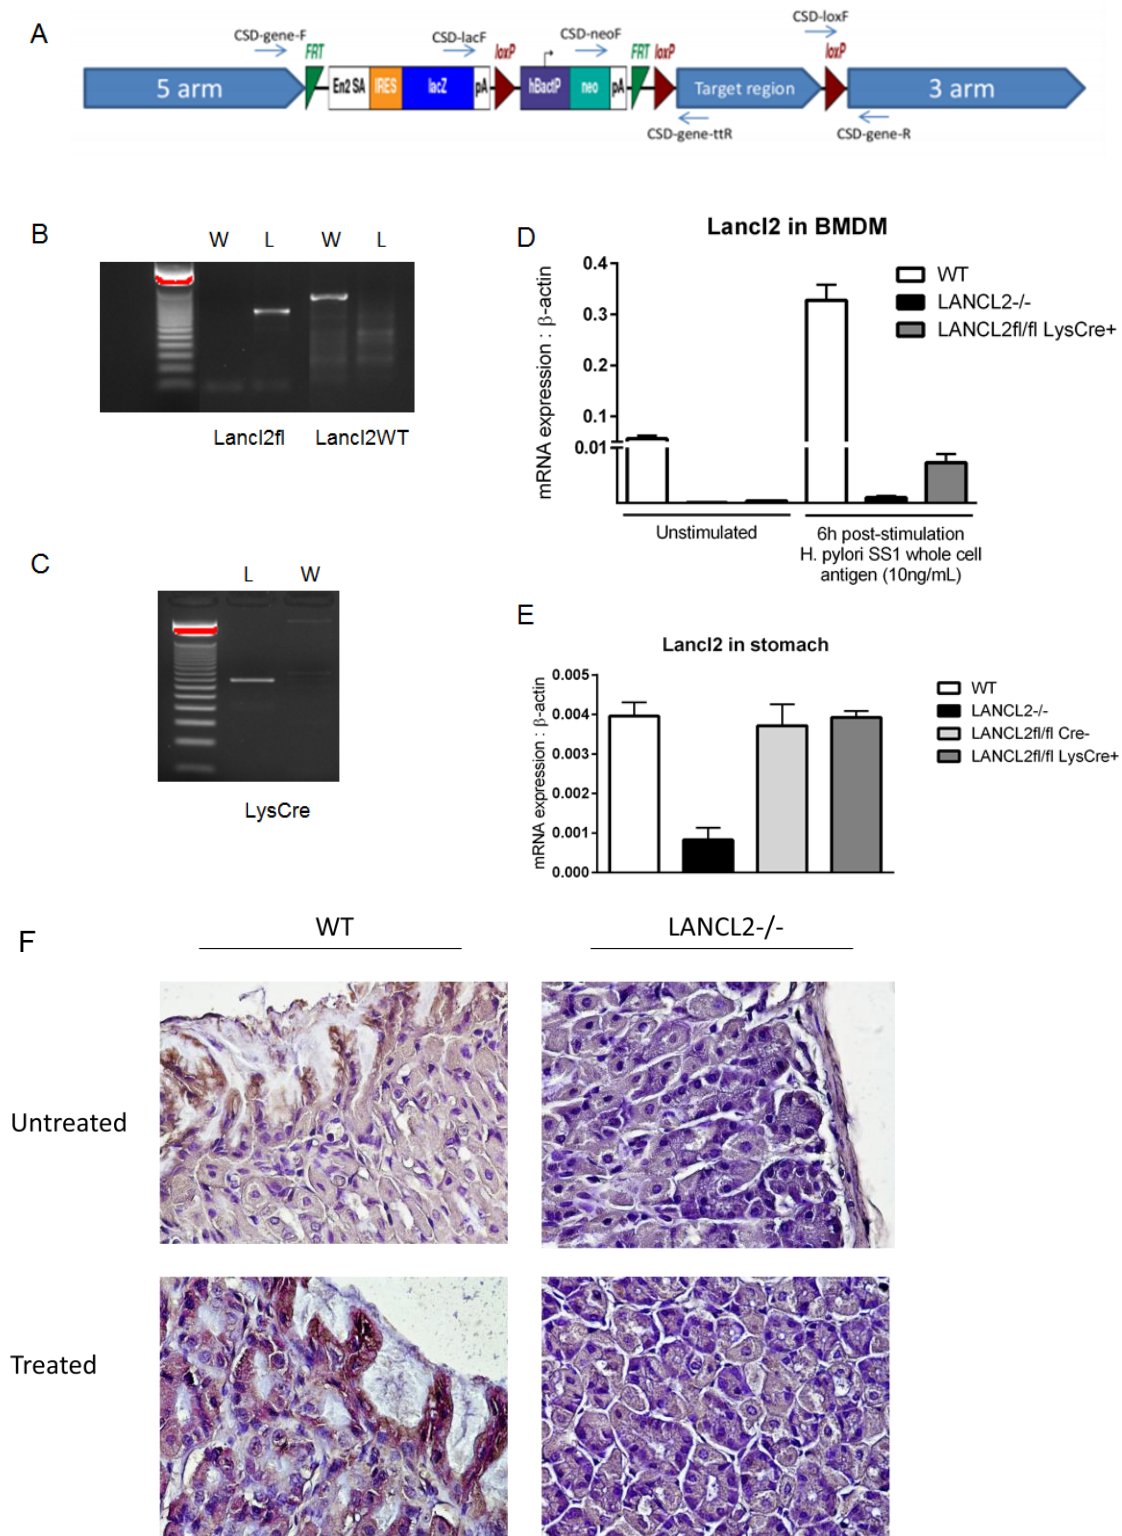 A
CSD-gene-F
FRT
CSD-lacF
loxP
CSD-neoF
FRT
loxP
CSD-loxF
loxP
5 arm
En2 SA
IRES
lacZ
pA
hBactP
neo
pA
Target region
3 arm
CSD-gene-ttR
CSD-gene-R
B
W L W L
Lancl2fl Lancl2WT
C
L W
LysCre
D
Lancl2 in BMDM
mRNA expression : β-actin
0.4
0.3
0.2
0.1
0.01
WT
LANCL2-/-
LANCL2fl/fl LysCre+
Unstimulated
6h post-stimulation
H. pylori SS1 whole cell
antigen (10ng/mL)
E
Lancl2 in stomach
mRNA expression : β-actin
0.005
0.004
0.003
0.002
0.001
0.000
WT
LANCL2-/-
LANCL2fl/fl Cre-
LANCL2fl/fl LysCre+
F
WT LANCL2-/-
Untreated
Treated